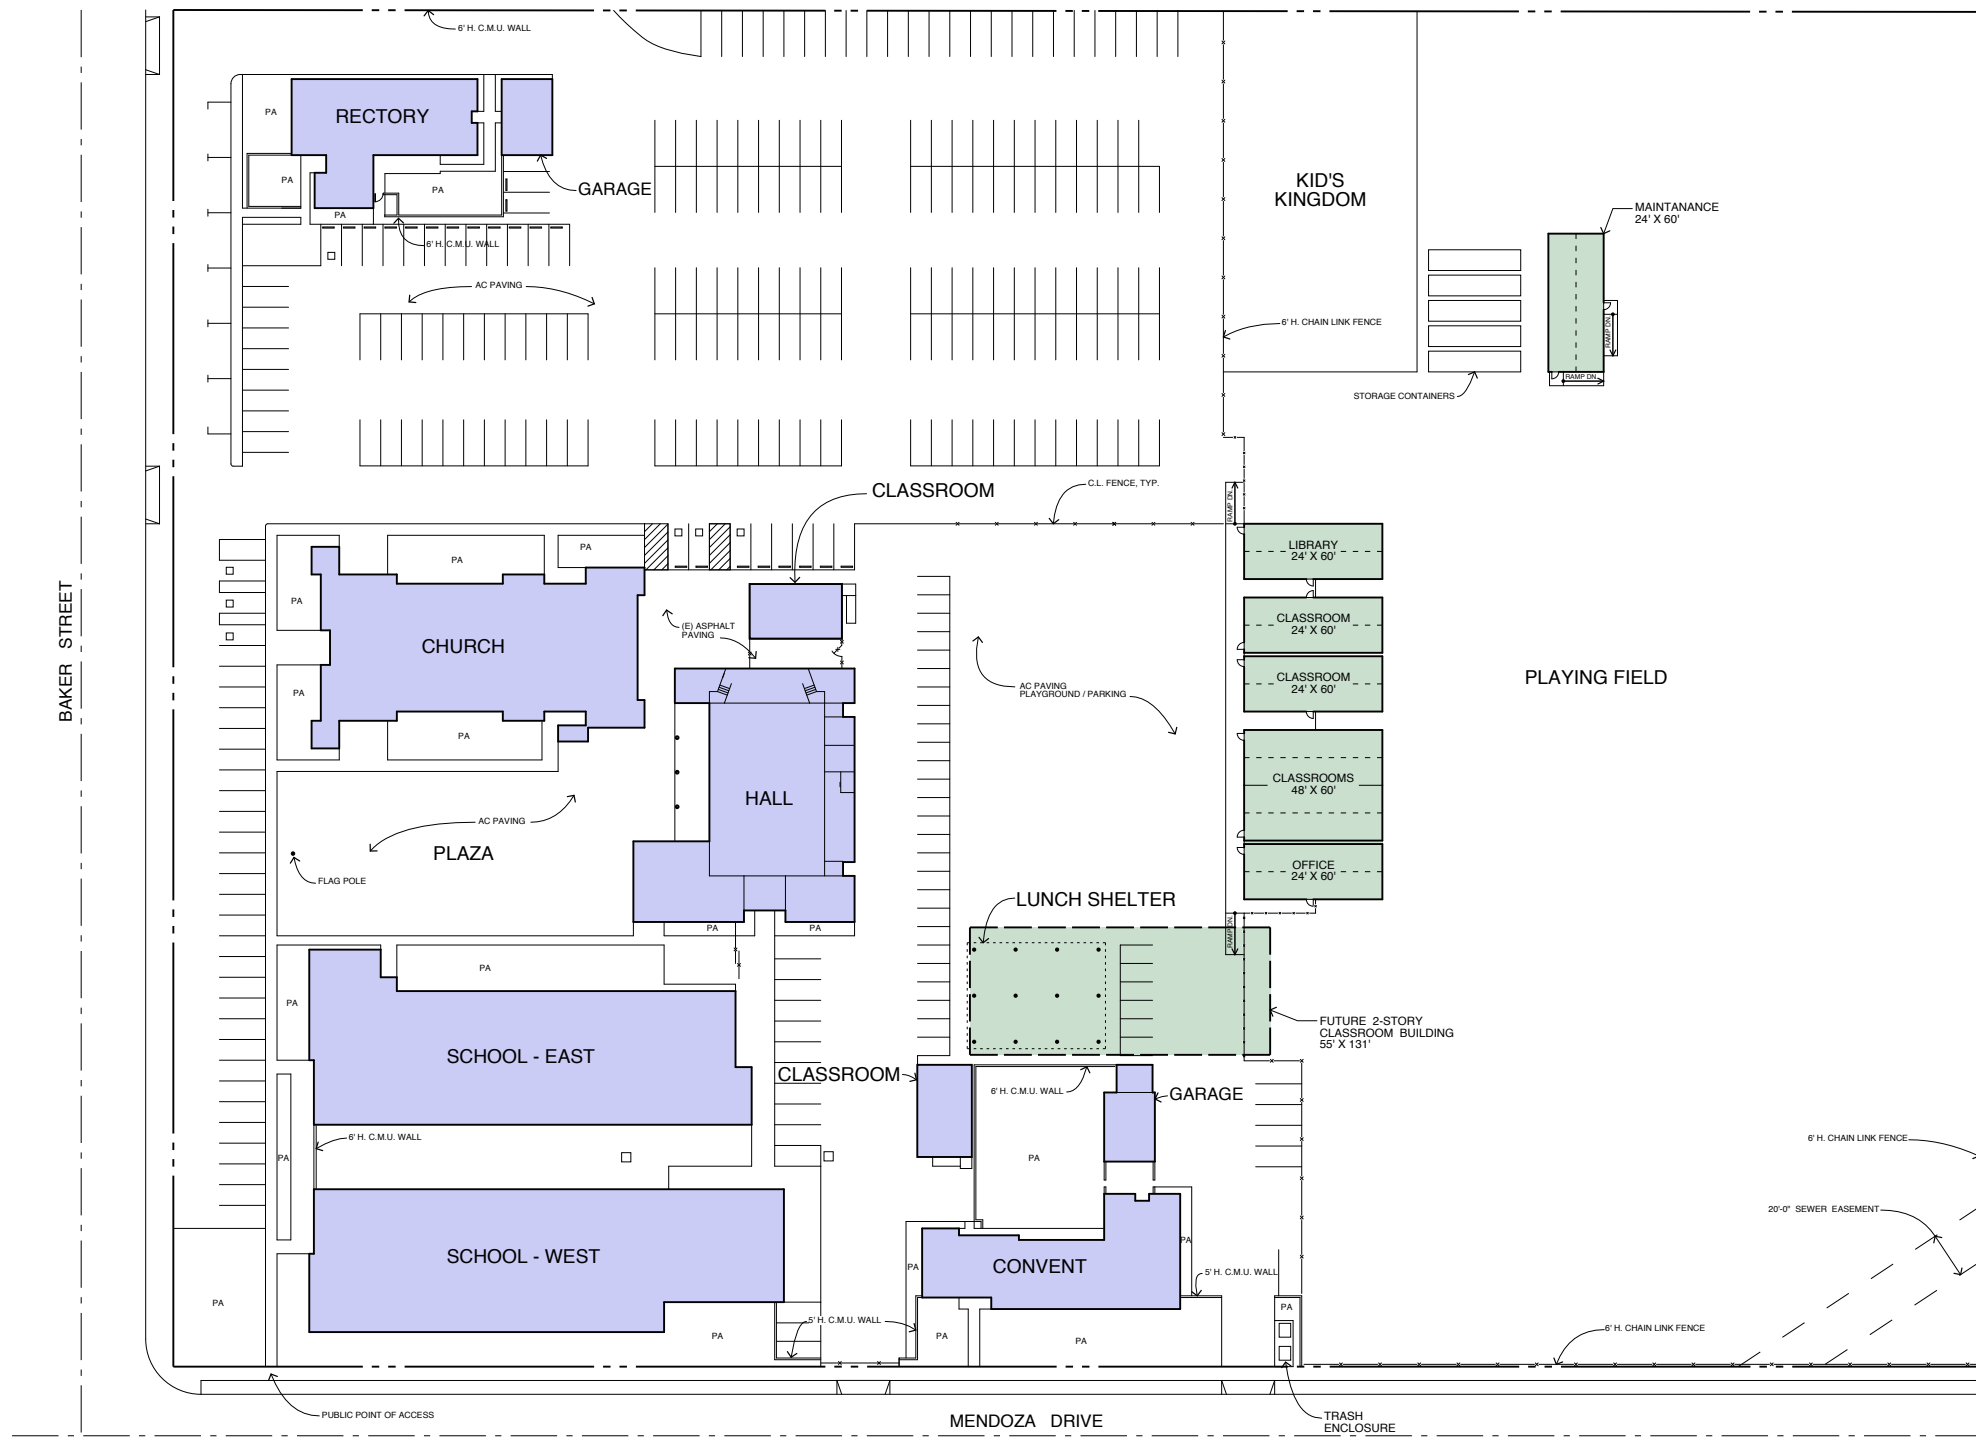 6' H. C.M.U. WALL
RECTORY
PA
PA
PA
PA
GARAGE
6' H. C.M.U. WALL
AC PAVING
KID'S
KINGDOM
MAINTANANCE
24' X 60'
RAMP DN.
RAMP DN.
6' H. CHAIN LINK FENCE
STORAGE CONTAINERS
CLASSROOM
C.L. FENCE, TYP.
RAMP DN.
BAKER STREET
PA
PA
PA
PA
PA
CHURCH
(E) ASPHALT
PAVING
LIBRARY
24' X 60'
CLASSROOM
24' X 60'
CLASSROOM
24' X 60'
AC PAVING
PLAYGROUND / PARKING
PLAYING FIELD
CLASSROOMS
48' X 60'
OFFICE
24' X 60'
HALL
AC PAVING
PLAZA
FLAG POLE
PA
PA
LUNCH SHELTER
RAMP DN.
PA
PA
SCHOOL - EAST
FUTURE 2-STORY
CLASSROOM BUILDING
55' X 131'
CLASSROOM
6' H. C.M.U. WALL
GARAGE
6' H. C.M.U. WALL
PA
PA
6' H. CHAIN LINK FENCE
20'-0" SEWER EASEMENT
SCHOOL - WEST
CONVENT
PA
PA
5' H. C.M.U. WALL
PA
PA
5' H. C.M.U. WALL
PA
PA
PA
6' H. CHAIN LINK FENCE
PUBLIC POINT OF ACCESS
MENDOZA DRIVE
TRASH
ENCLOSURE